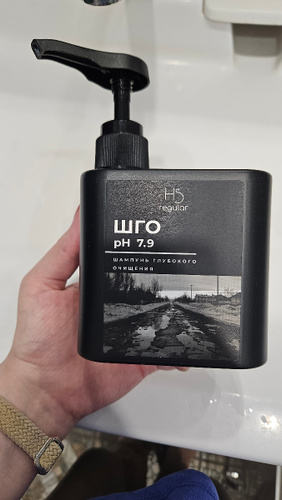 H5
regular
ШГО
pH 7.9
ШАМПУНЬ ГЛУБОКОГО
ОЧИЩЕНИЯ